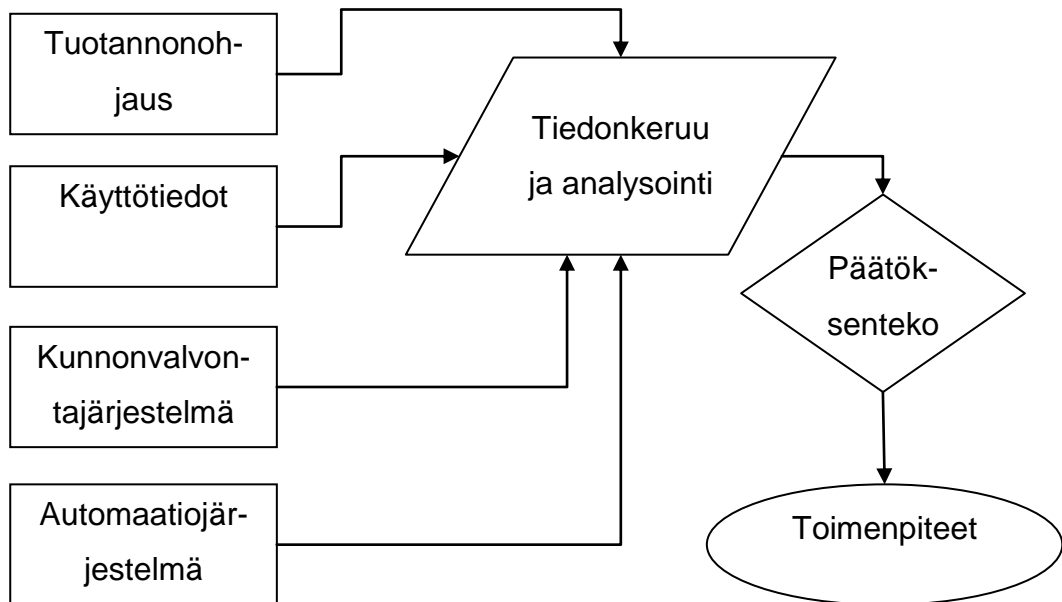 Tuotannonoh-
jaus
Käyttötiedot
Kunnonvalvon-
tajärjestelmä
Automaatiojär-
jestelmä
Tiedonkeruu
ja analysointi
Päätök-
senteko
Toimenpiteet